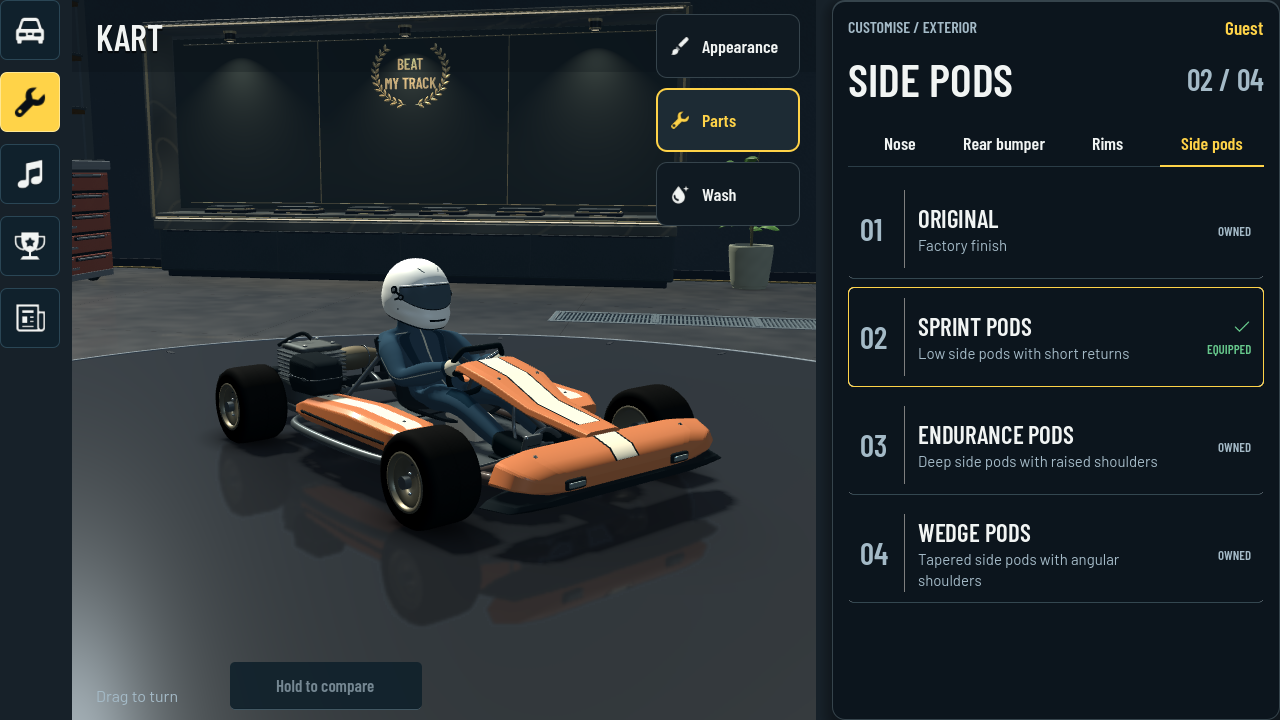 KART
BEAT
MY TRACK
Appearance
Parts
Wash
Drag to turn
Hold to compare
CUSTOMISE / EXTERIOR
Guest
SIDE PODS
02 / 04
Nose
Rear bumper
Rims
Side pods
01
ORIGINAL
Factory finish
OWNED
02
SPRINT PODS
Low side pods with short returns
EQUIPPED
03
ENDURANCE PODS
Deep side pods with raised shoulders
OWNED
04
WEDGE PODS
Tapered side pods with angular
shoulders
OWNED